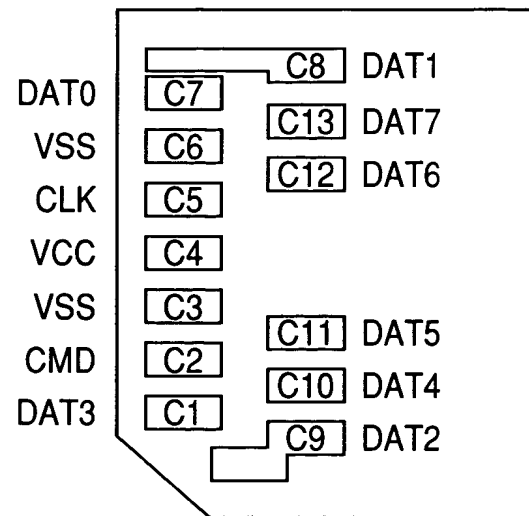 C8 DAT1
DAT0 C7
C13 DAT7
VSS C6
C12 DAT6
CLK C5
VCC C4
VSS C3
C11 DAT5
CMD C2
C10 DAT4
DAT3 C1
C9 DAT2